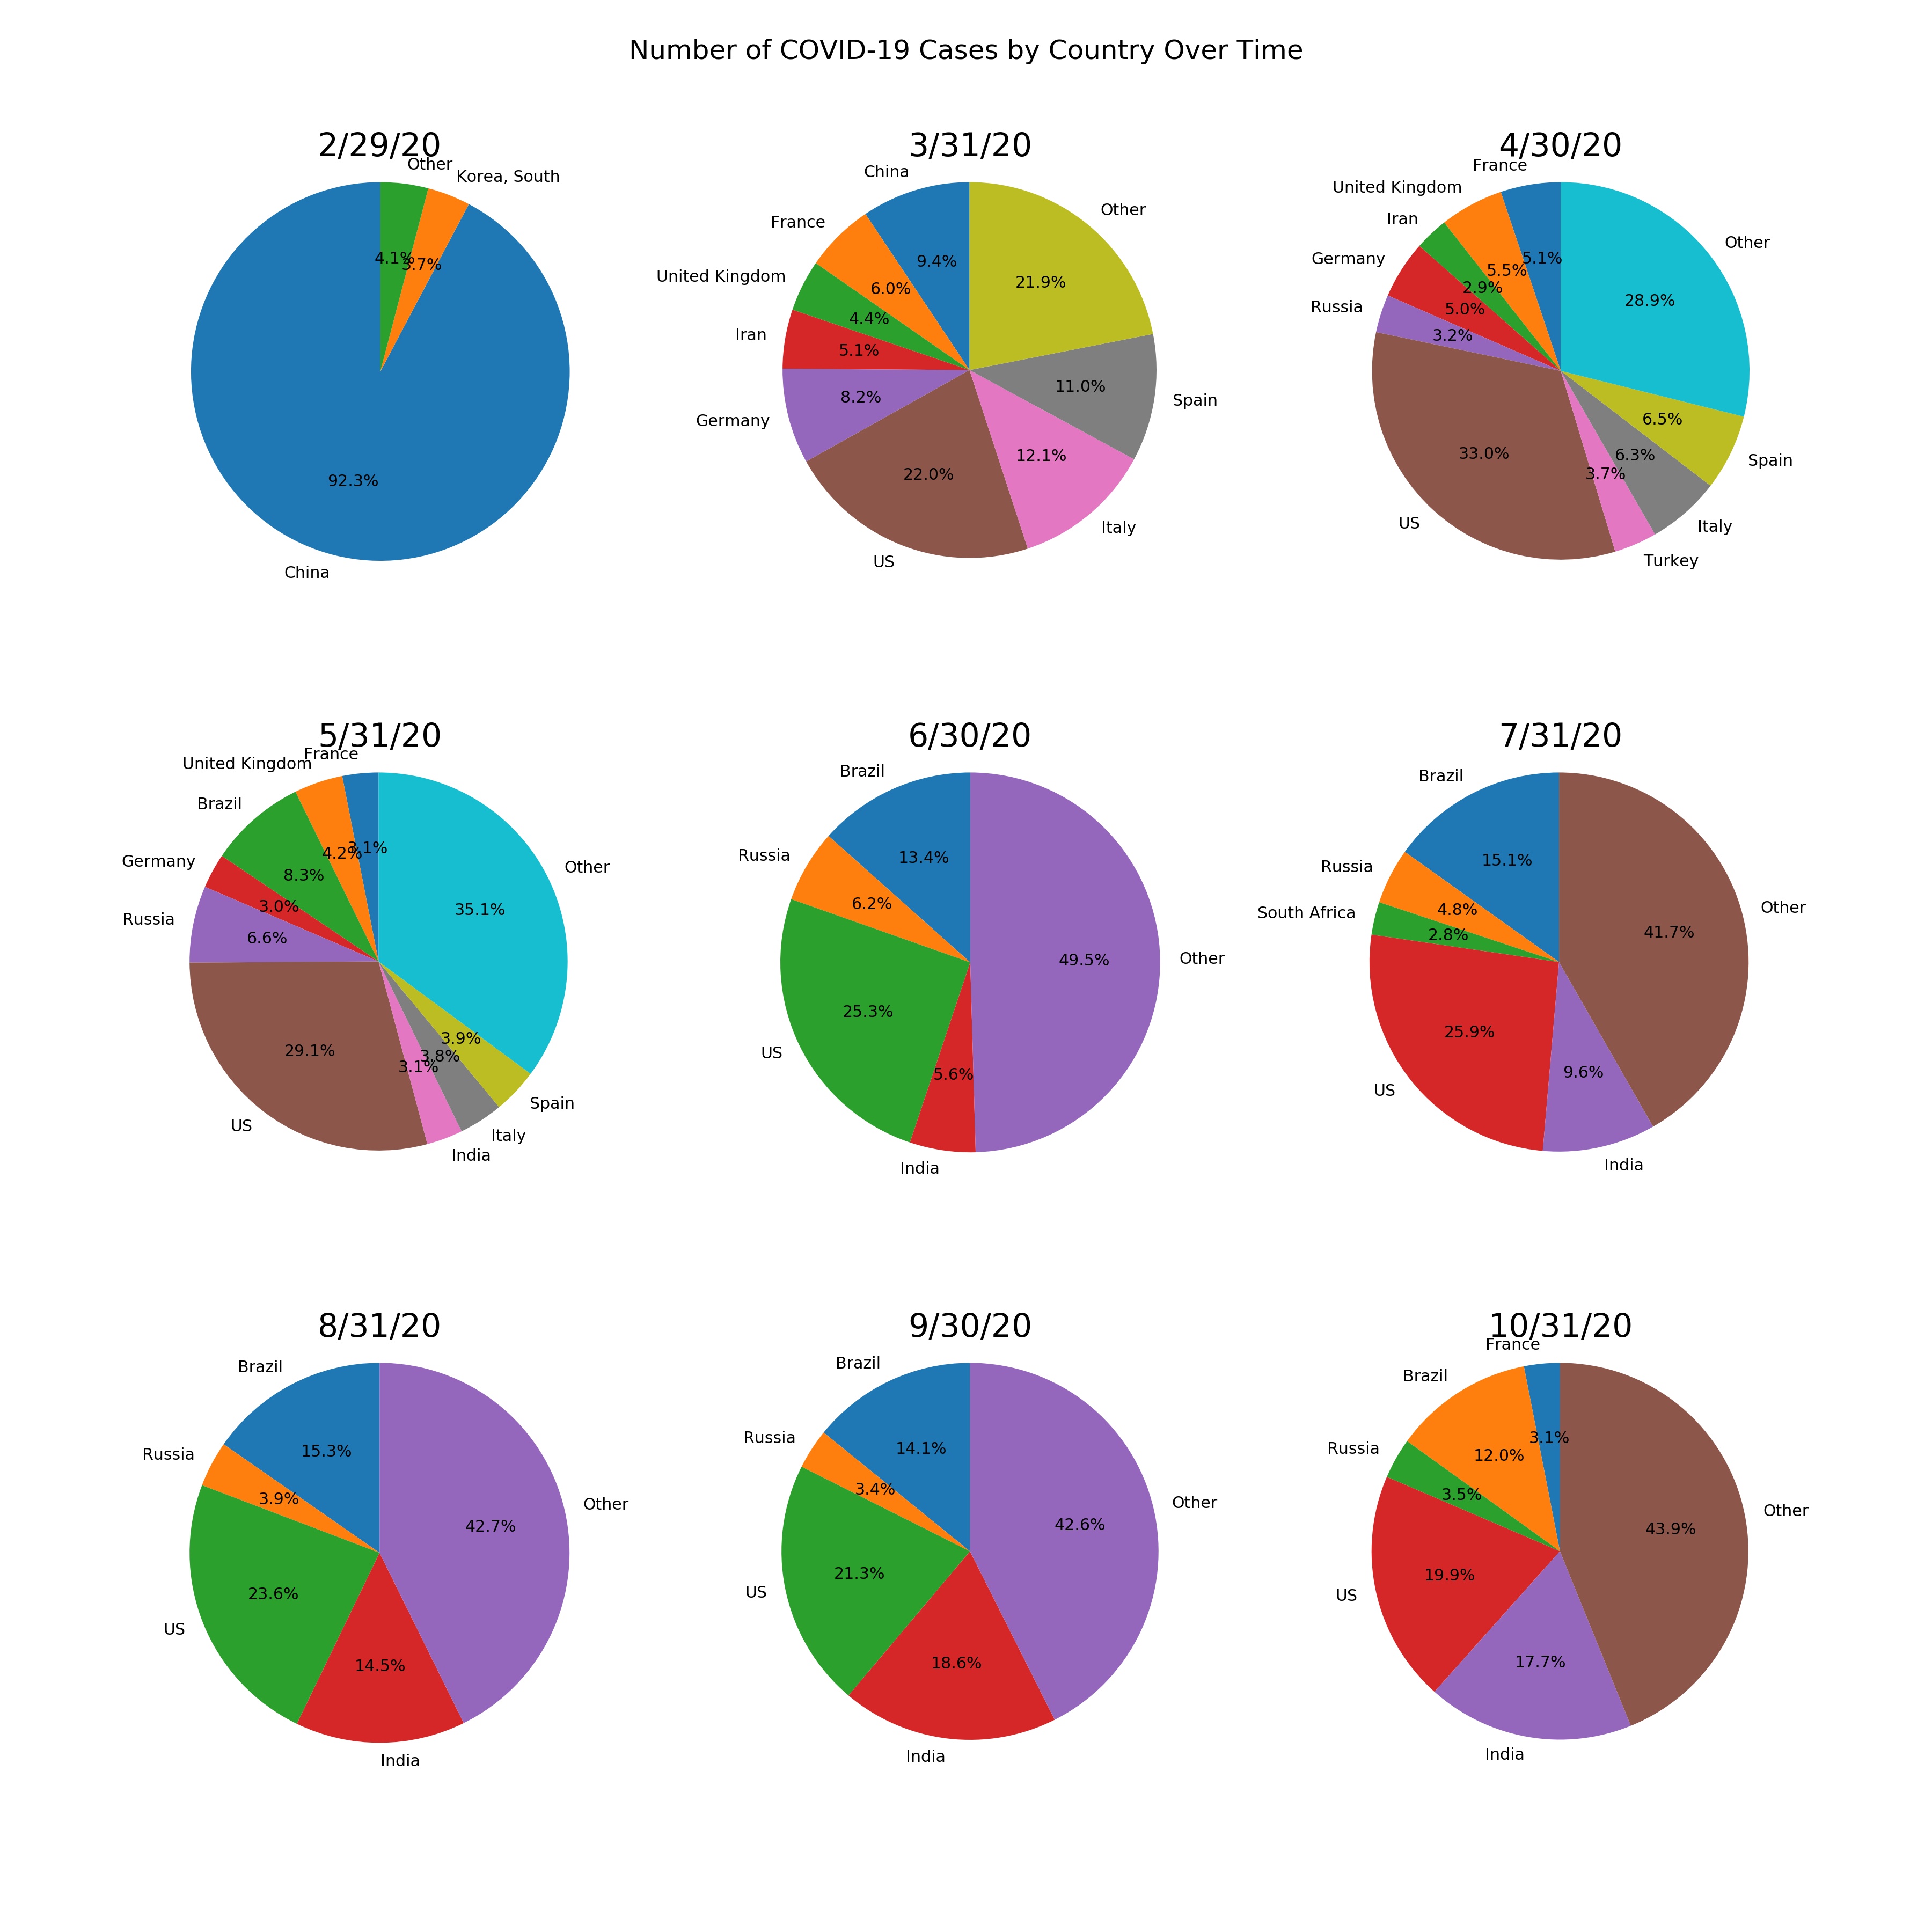 Number of COVID-19 Cases by Country Over Time
2/29/20
Other
Korea, South
4.1%
3.7%
92.3%
China
3/31/20
China
France
United Kingdom
Iran
Germany
US
Italy
Spain
Other
9.4%
6.0%
4.4%
5.1%
8.2%
22.0%
12.1%
11.0%
21.9%
4/30/20
France
United Kingdom
Iran
Germany
Russia
US
Turkey
Italy
Spain
Other
5.1%
5.5%
2.9%
5.0%
3.2%
33.0%
3.7%
6.3%
6.5%
28.9%
5/31/20
France
United Kingdom
Brazil
Germany
Russia
US
India
Italy
Spain
Other
3.1%
4.2%
8.3%
3.0%
6.6%
29.1%
3.1%
3.8%
3.9%
35.1%
6/30/20
Brazil
Russia
US
India
Other
13.4%
6.2%
25.3%
5.6%
49.5%
7/31/20
Brazil
Russia
South Africa
US
India
Other
15.1%
4.8%
2.8%
25.9%
9.6%
41.7%
8/31/20
Brazil
Russia
US
India
Other
15.3%
3.9%
23.6%
14.5%
42.7%
9/30/20
Brazil
Russia
US
India
Other
14.1%
3.4%
21.3%
18.6%
42.6%
10/31/20
France
Brazil
Russia
US
India
Other
3.1%
12.0%
3.5%
19.9%
17.7%
43.9%